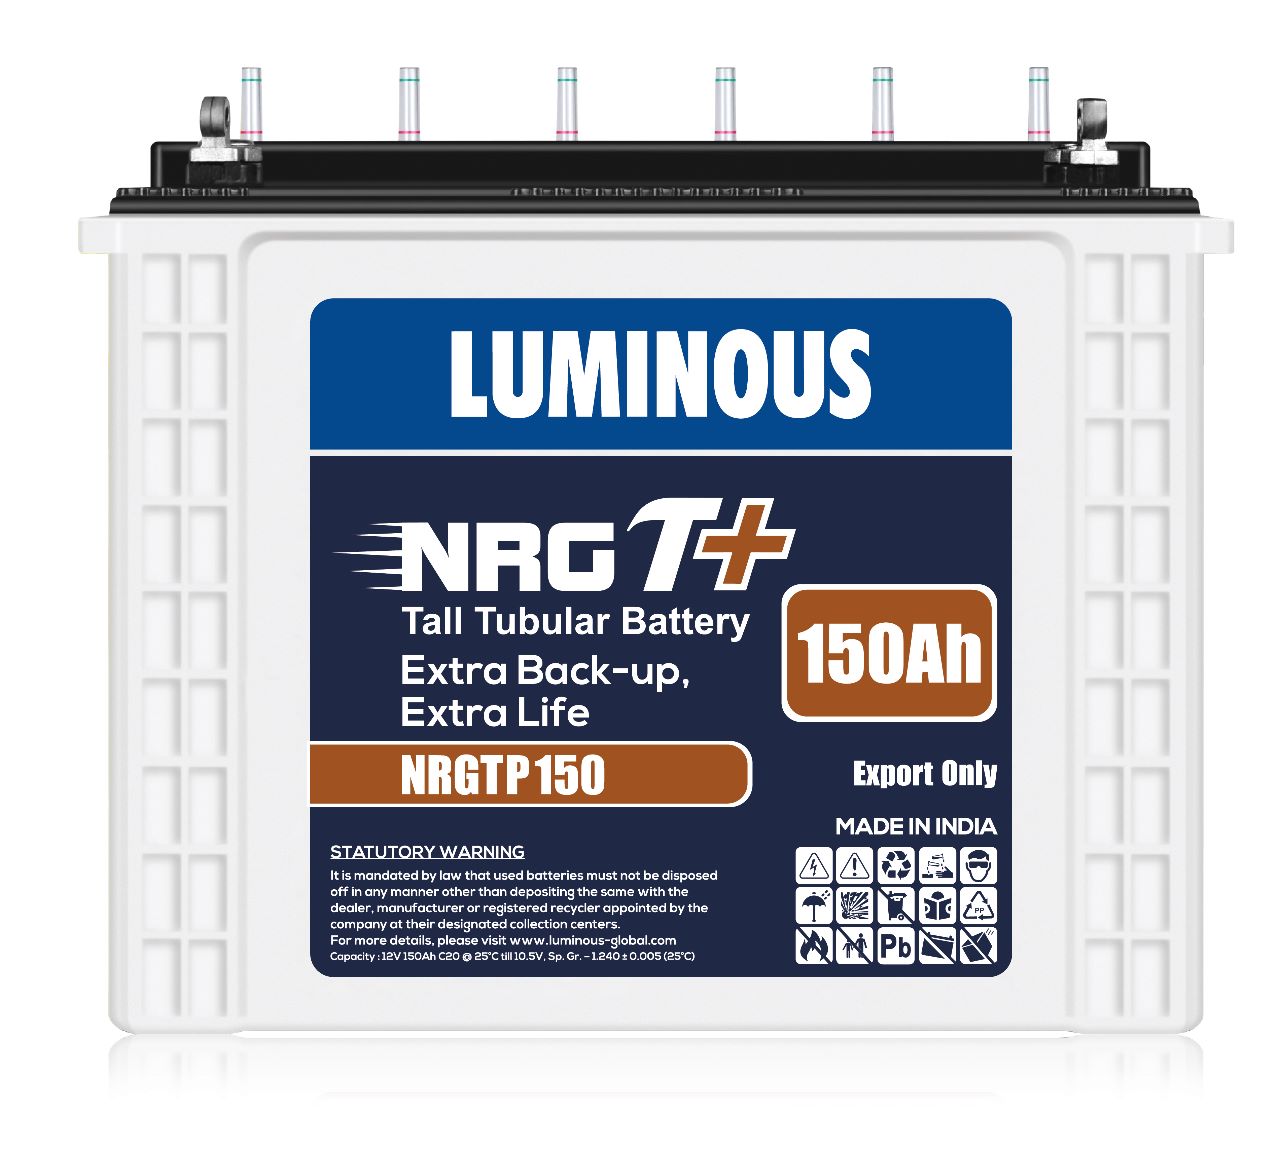 LUMINOUS
NRG T+
Tall Tubular Battery
Extra Back-up,
Extra Life
150Ah
NRGTP150
Export Only
MADE IN INDIA
STATUTORY WARNING
It is mandated by law that used batteries must not be disposed
off in any manner other than depositing the same with the
dealer, manufacturer or registered recycler appointed by the
company at their designated collection centers.
For more details, please visit www.luminous-global.com
Capacity : 12V 150Ah C20 @ 25°C till 10.5V, Sp. Gr. – 1.240 ± 0.005 (25°C)
PP
Pb